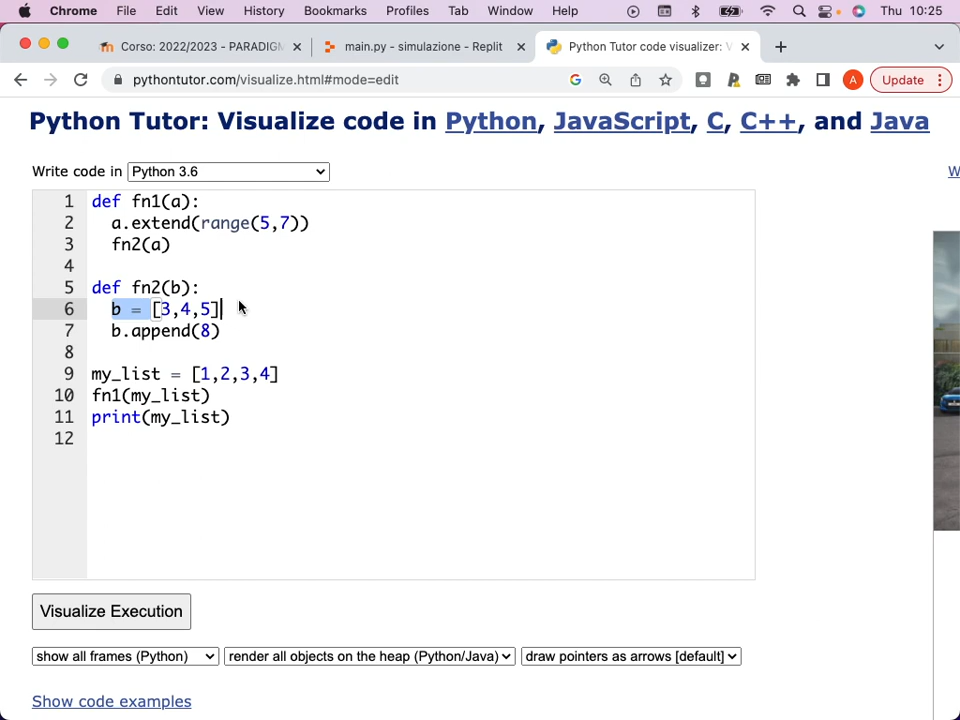 Chrome File Edit View History Bookmarks Profiles Tab Window Help Thu 10:25
Corso: 2022/2023 - PARADIGM
main.py - simulazione - Replit
Python Tutor code visualizer: V
pythontutor.com/visualize.html#mode=edit
A
Update
Python Tutor: Visualize code in Python, JavaScript, C, C++, and Java
Write code in Python 3.6
W
1 def fn1(a):
2 a.extend(range(5,7))
3 fn2(a)
4
5 def fn2(b):
6 b = [3,4,5]
7 b.append(8)
8
9 my_list = [1,2,3,4]
10 fn1(my_list)
11 print(my_list)
12
Visualize Execution
show all frames (Python) render all objects on the heap (Python/Java) draw pointers as arrows [default]
Show code examples